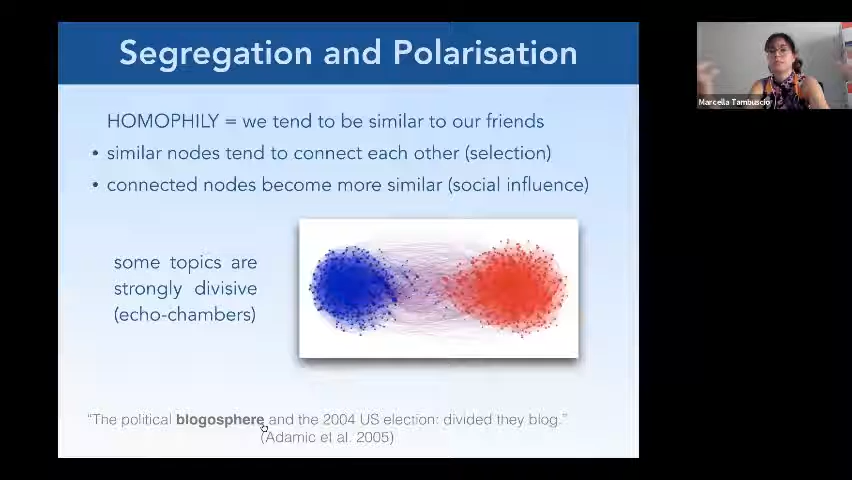 Segregation and Polarisation
HOMOPHILY = we tend to be similar to our friends
• similar nodes tend to connect each other (selection)
• connected nodes become more similar (social influence)
some topics are
strongly divisive
(echo-chambers)
"The political blogosphere and the 2004 US election: divided they blog."
(Adamic et al. 2005)
Marcella Tambuscio